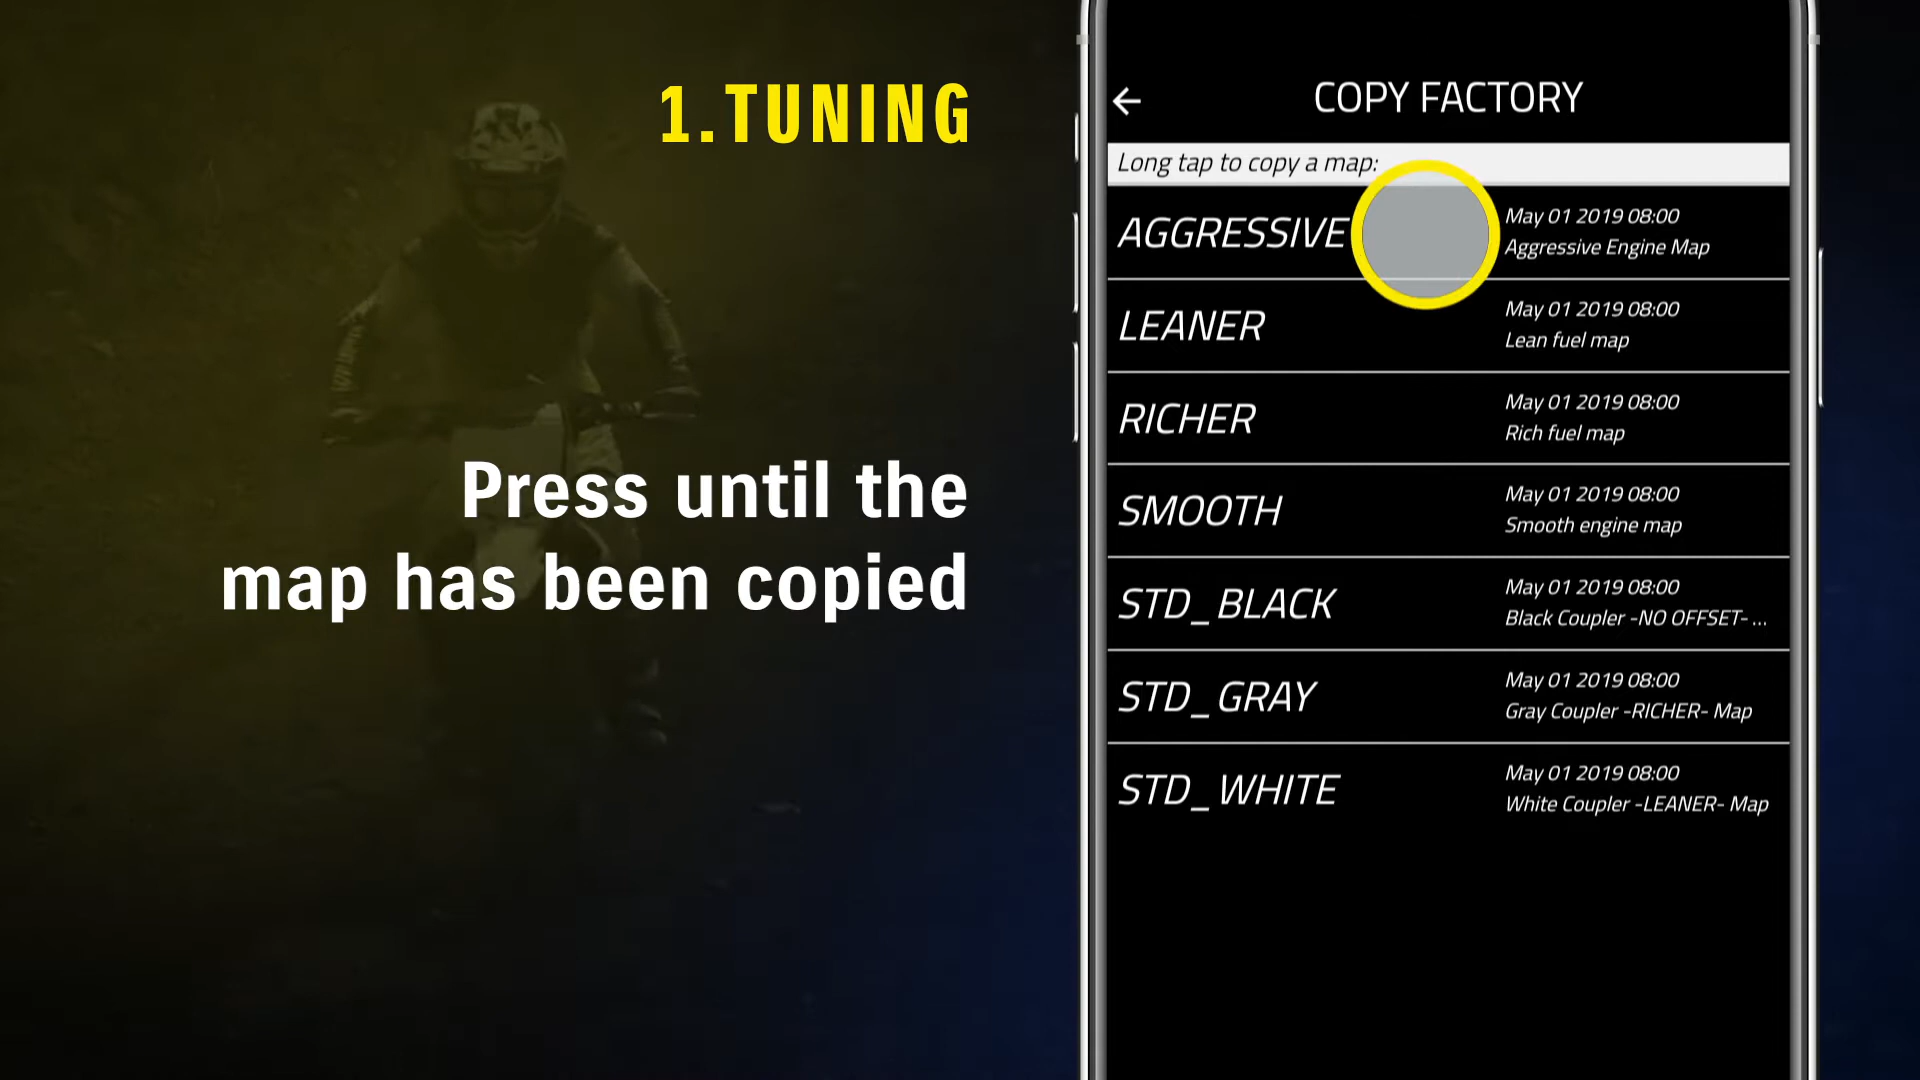 1.TUNING
Press until the
map has been copied
COPY FACTORY
Long tap to copy a map:
AGGRESSIVE
May 01 2019 08:00
Aggressive Engine Map
LEANER
May 01 2019 08:00
Lean fuel map
RICHER
May 01 2019 08:00
Rich fuel map
SMOOTH
May 01 2019 08:00
Smooth engine map
STD_BLACK
May 01 2019 08:00
Black Coupler -NO OFFSET- ...
STD_GRAY
May 01 2019 08:00
Gray Coupler -RICHER- Map
STD_WHITE
May 01 2019 08:00
White Coupler -LEANER- Map